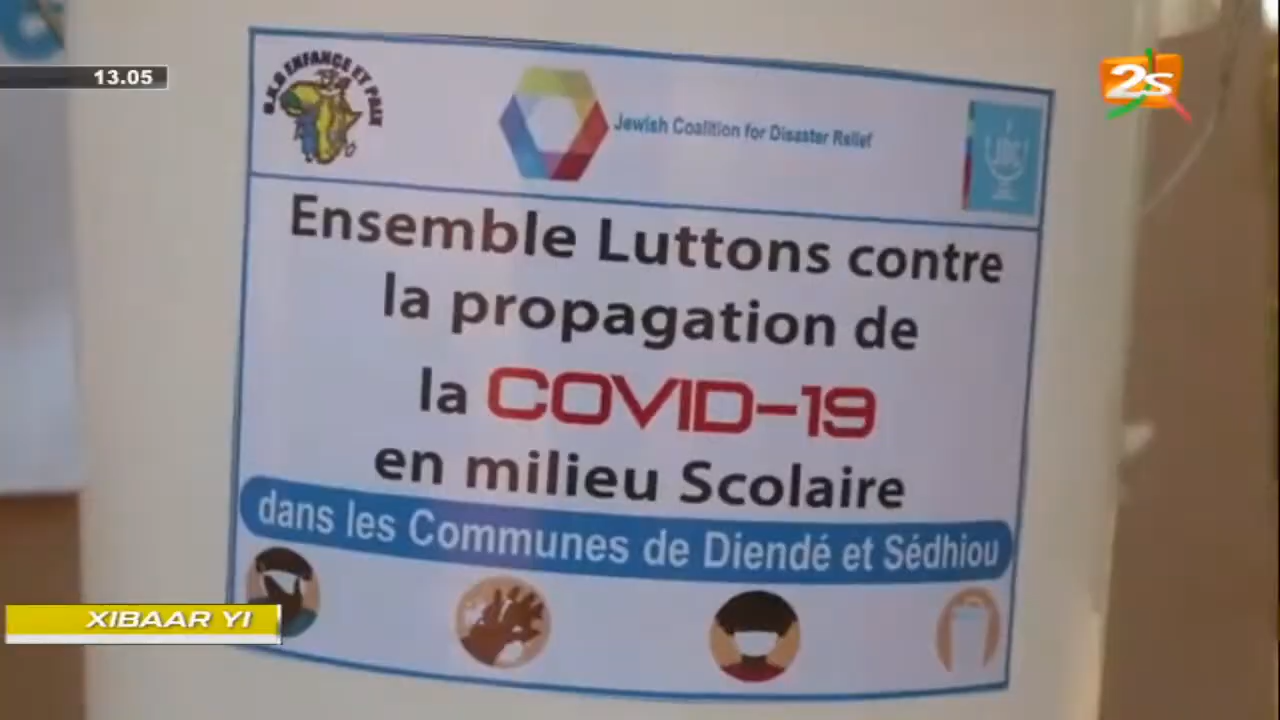 13.05
2s
ENFANCE ET PAIX
Jewish Coalition for Disaster Relief
Ensemble Luttons contre
la propagation de
la COVID-19
en milieu Scolaire
dans les Communes de Diendé et Sédhiou
XIBAAR YI